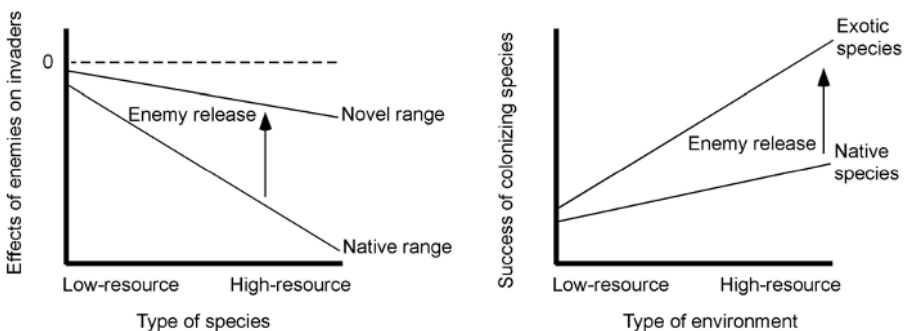 Effects of enemies on invaders
0
Enemy release
Novel range
Native range
Low-resource
High-resource
Type of species
Success of colonizing species
Exotic
species
Enemy release
Native
species
Low-resource
High-resource
Type of environment